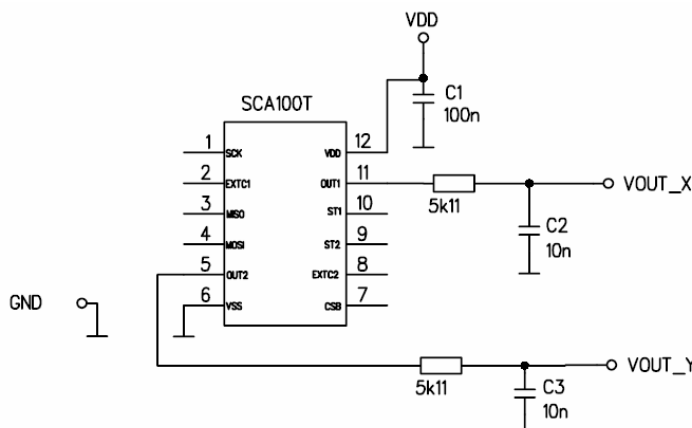 VDD
C1
100n
SCA100T
1 SCK VDD 12
2 EXTC1 OUT1 11
3 MISO ST1 10
4 MOSI ST2 9
5 OUT2 EXTC2 8
6 VSS CSB 7
5k11
VOUT_X
C2
10n
GND
5k11
VOUT_Y
C3
10n